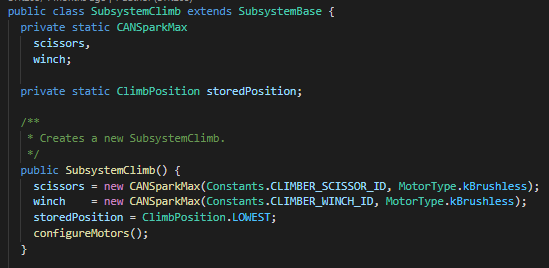 public class SubsystemClimb extends SubsystemBase {
  private static CANSparkMax
    scissors,
    winch;

  private static ClimbPosition storedPosition;

  /**
   * Creates a new SubsystemClimb.
   */
  public SubsystemClimb() {
    scissors = new CANSparkMax(Constants.CLIMBER_SCISSOR_ID, MotorType.kBrushless);
    winch    = new CANSparkMax(Constants.CLIMBER_WINCH_ID, MotorType.kBrushless);
    storedPosition = ClimbPosition.LOWEST;
    configureMotors();
  }